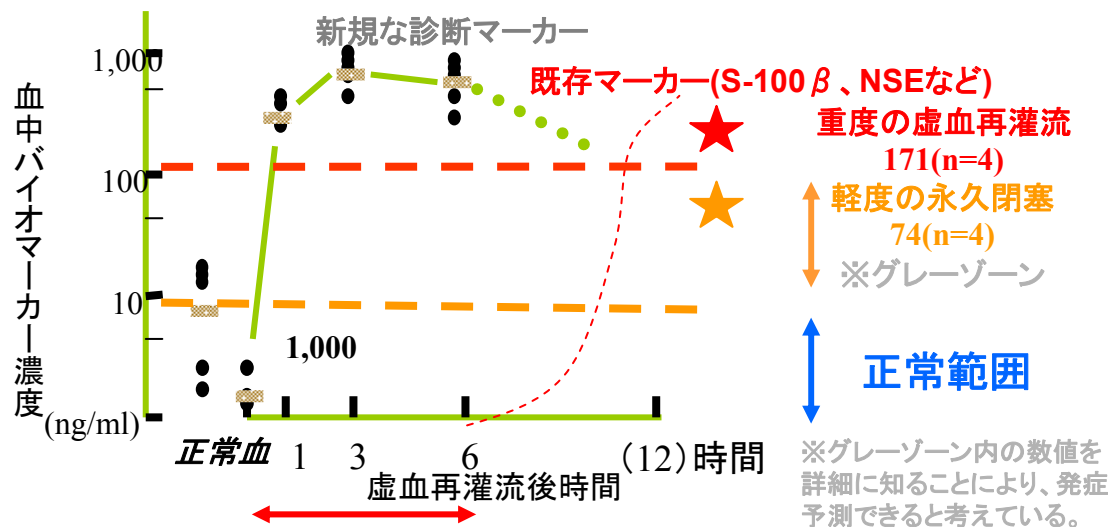 新規な診断マーカー
1,000
100
10
(ng/ml)
血中バイオマーカー濃度
既存マーカー(S-100β、NSEなど)
重度の虚血再灌流
171(n=4)
軽度の永久閉塞
74(n=4)
※グレーゾーン
1,000
正常範囲
正常血 1 3 6 (12)時間
虚血再灌流後時間
※グレーゾーン内の数値を
詳細に知ることにより、発症
予測できると考えている。